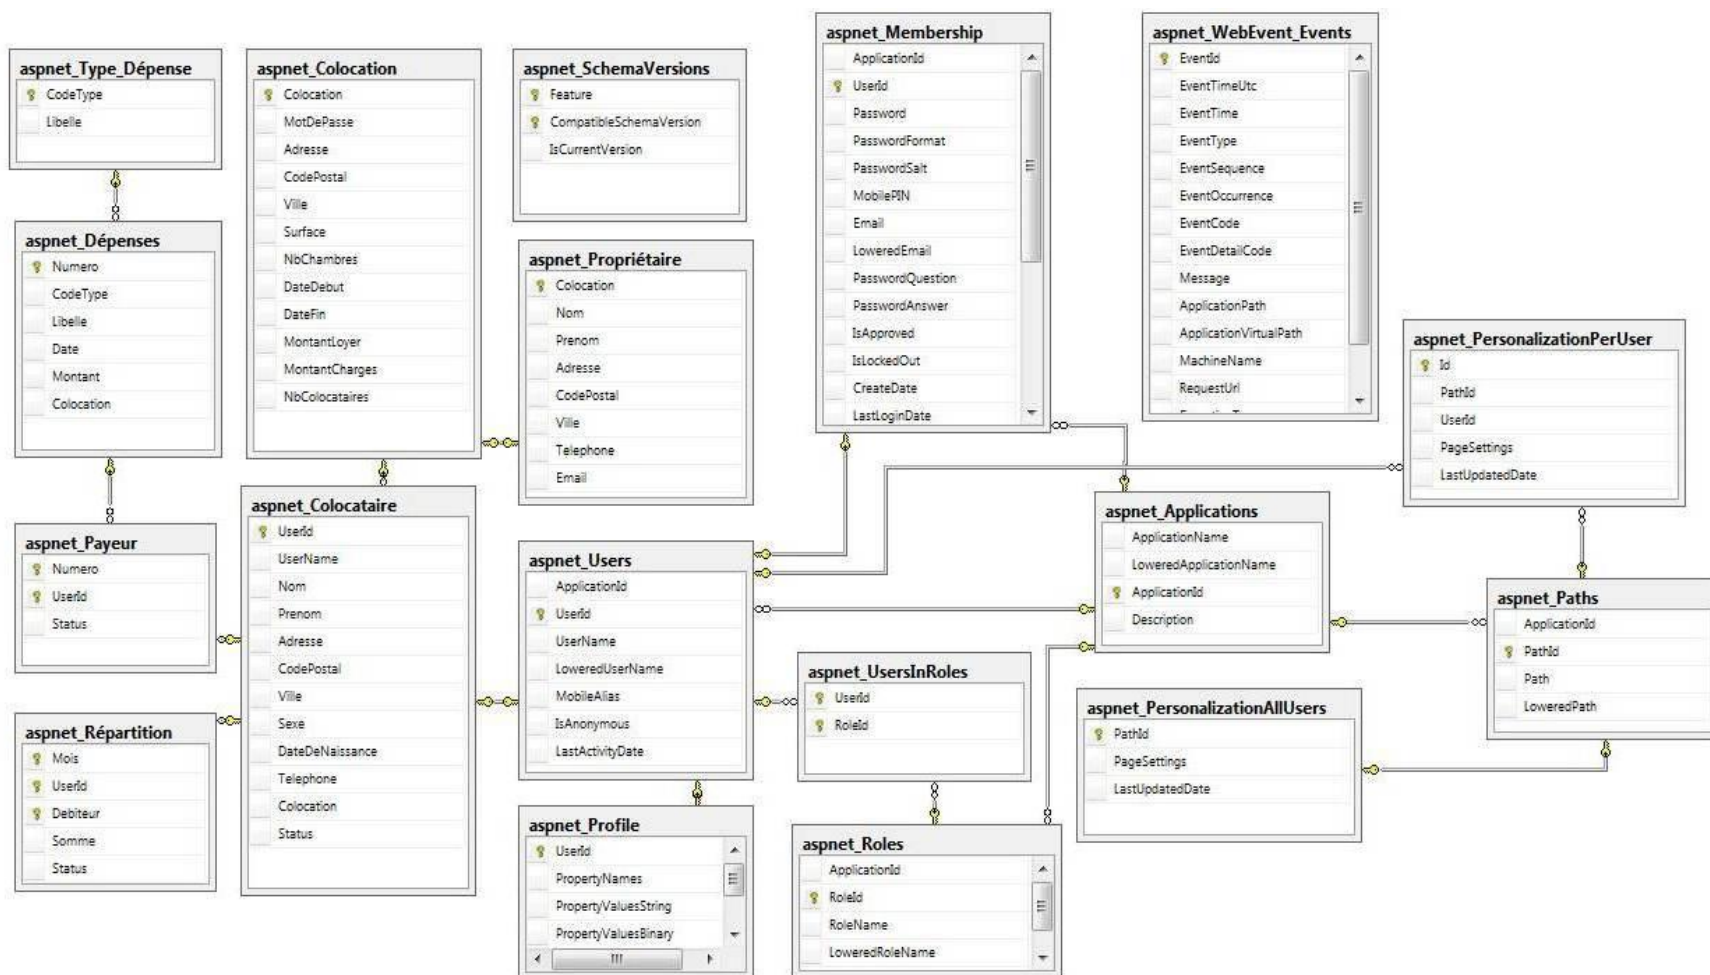 aspnet_Type_Dépense
CodeType
Libelle
aspnet_Dépenses
Numero
CodeType
Libelle
Date
Montant
Colocation
aspnet_Payeur
Numero
UserId
Status
aspnet_Répartition
Mois
UserId
Debiteur
Somme
Status
aspnet_Colocation
Colocation
MotDePasse
Adresse
CodePostal
Ville
Surface
NbChambres
DateDebut
DateFin
MontantLoyer
MontantCharges
NbColocataires
aspnet_Colocataire
UserId
UserName
Nom
Prenom
Adresse
CodePostal
Ville
Sexe
DateDeNaissance
Telephone
Colocation
Status
aspnet_SchemaVersions
Feature
CompatibleSchemaVersion
IsCurrentVersion
aspnet_Propriétaire
Colocation
Nom
Prenom
Adresse
CodePostal
Ville
Telephone
Email
aspnet_Users
ApplicationId
UserId
UserName
LoweredUserName
MobileAlias
IsAnonymous
LastActivityDate
aspnet_Profile
UserId
PropertyNames
PropertyValuesString
PropertyValuesBinary
aspnet_Membership
ApplicationId
UserId
Password
PasswordFormat
PasswordSalt
MobilePIN
Email
LoweredEmail
PasswordQuestion
PasswordAnswer
IsApproved
IsLockedOut
CreateDate
LastLoginDate
aspnet_UsersInRoles
UserId
RoleId
aspnet_Roles
ApplicationId
RoleId
RoleName
LoweredRoleName
aspnet_WebEvent_Events
EventId
EventTimeUtc
EventTime
EventType
EventSequence
EventOccurrence
EventCode
EventDetailCode
Message
ApplicationPath
ApplicationVirtualPath
MachineName
RequestUrl
aspnet_Applications
ApplicationName
LoweredApplicationName
ApplicationId
Description
aspnet_PersonalizationAllUsers
PathId
PageSettings
LastUpdatedDate
aspnet_PersonalizationPerUser
Id
PathId
UserId
PageSettings
LastUpdatedDate
aspnet_Paths
ApplicationId
PathId
Path
LoweredPath